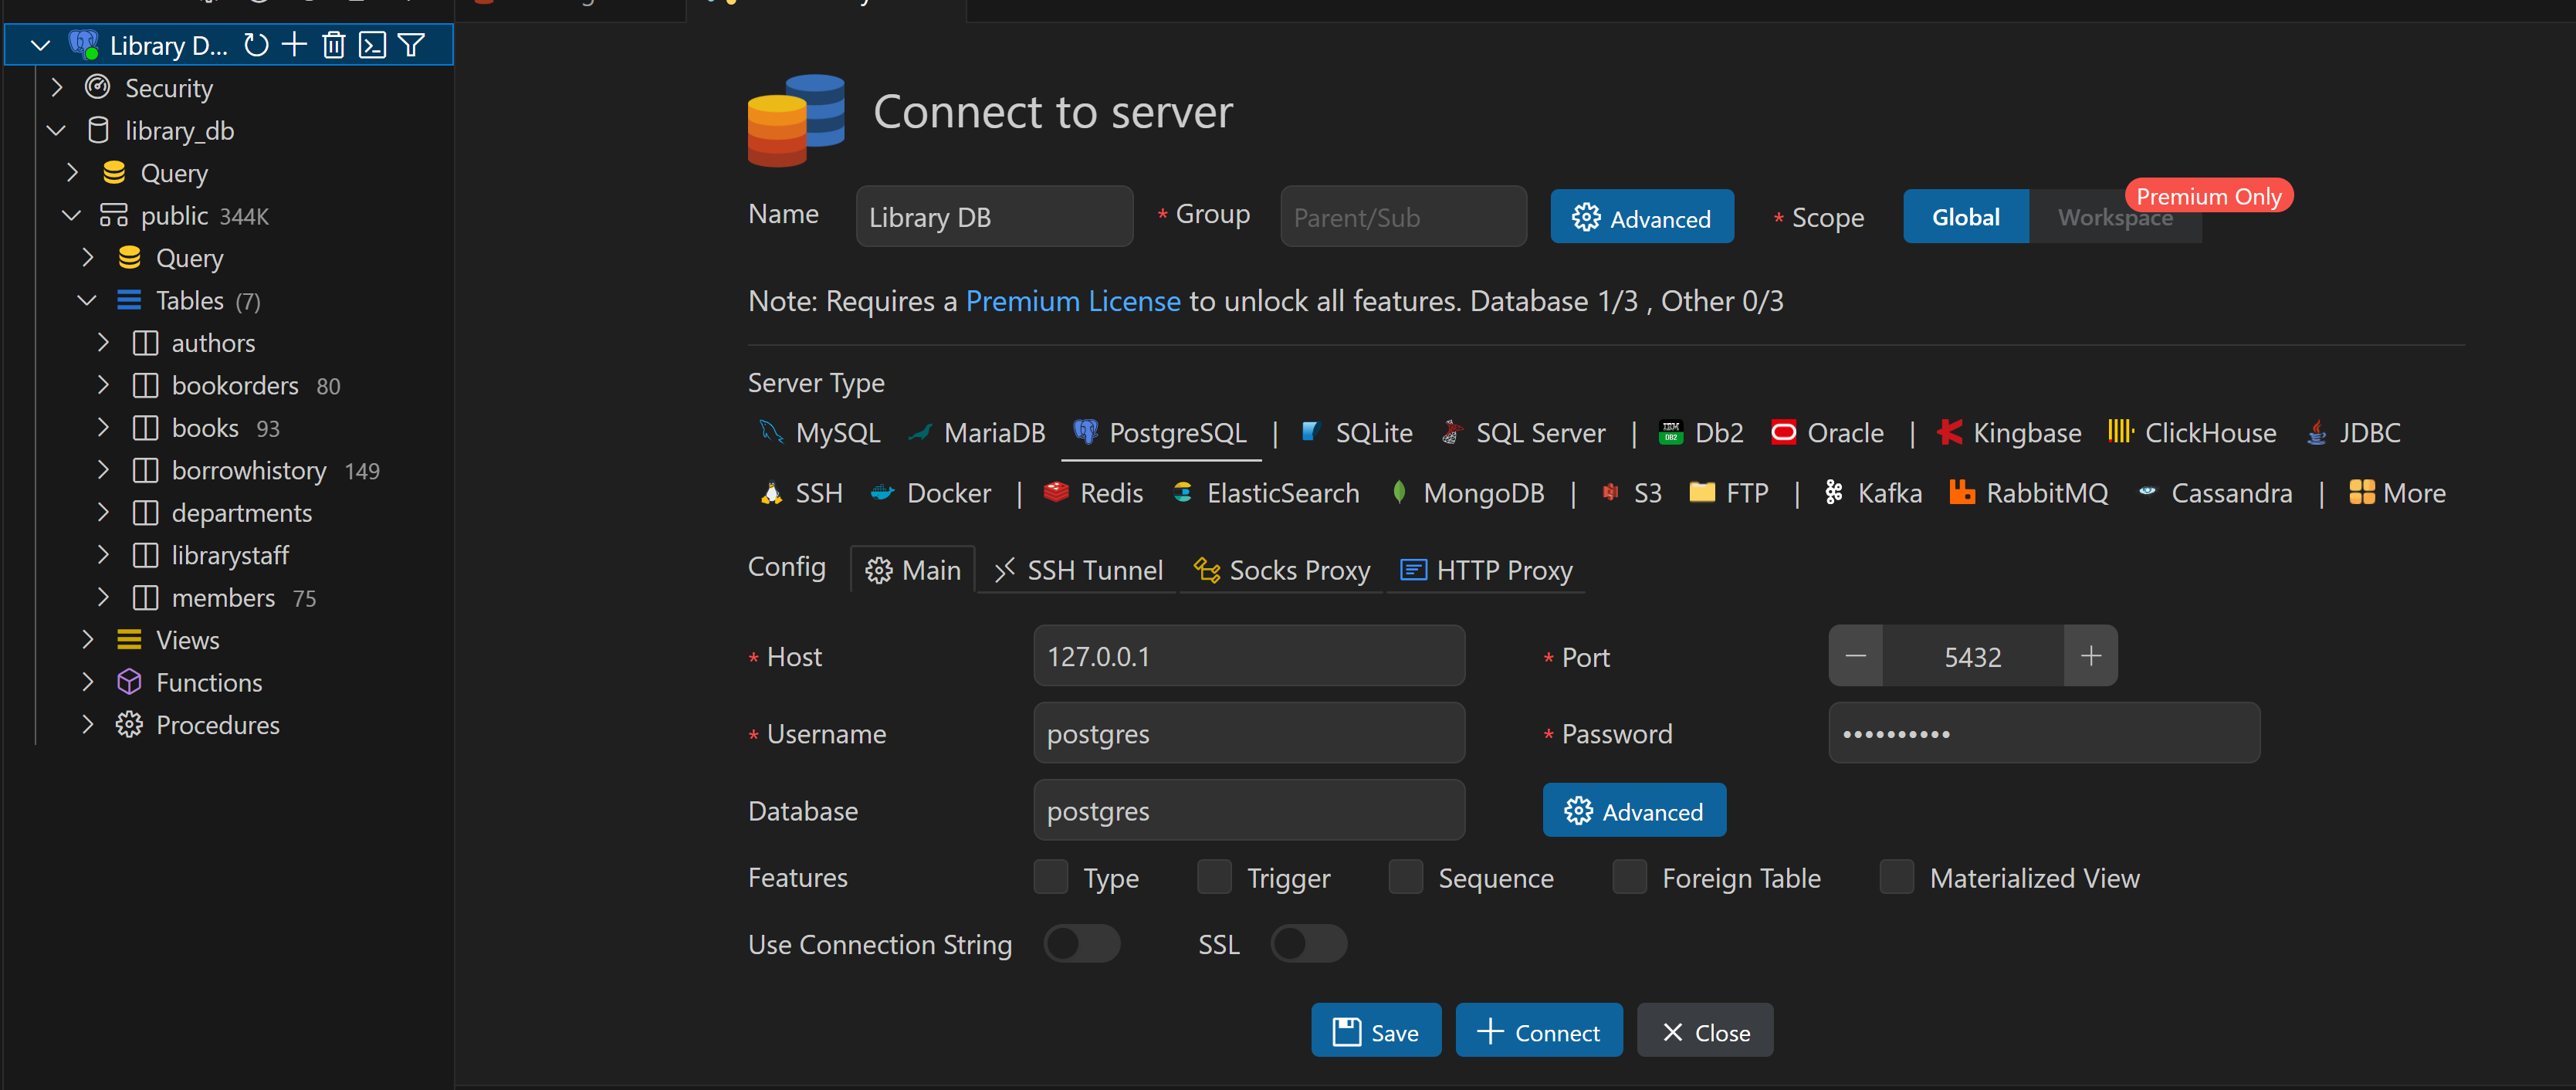 Library D...
Security
library_db
Query
public 344K
Query
Tables (7)
authors
bookorders 80
books 93
borrowhistory 149
departments
librarystaff
members 75
Views
Functions
Procedures
Connect to server
Name Library DB * Group Parent/Sub Advanced * Scope Global Workspace Premium Only
Note: Requires a Premium License to unlock all features. Database 1/3 , Other 0/3
Server Type
MySQL MariaDB PostgreSQL | SQLite SQL Server | IBM DB2 Db2 Oracle | Kingbase ClickHouse JDBC
SSH Docker | Redis ElasticSearch MongoDB | S3 FTP | Kafka RabbitMQ Cassandra | More
Config Main SSH Tunnel Socks Proxy HTTP Proxy
* Host 127.0.0.1 * Port 5432
* Username postgres * Password ••••••••••
Database postgres Advanced
Features Type Trigger Sequence Foreign Table Materialized View
Use Connection String SSL
Save Connect Close